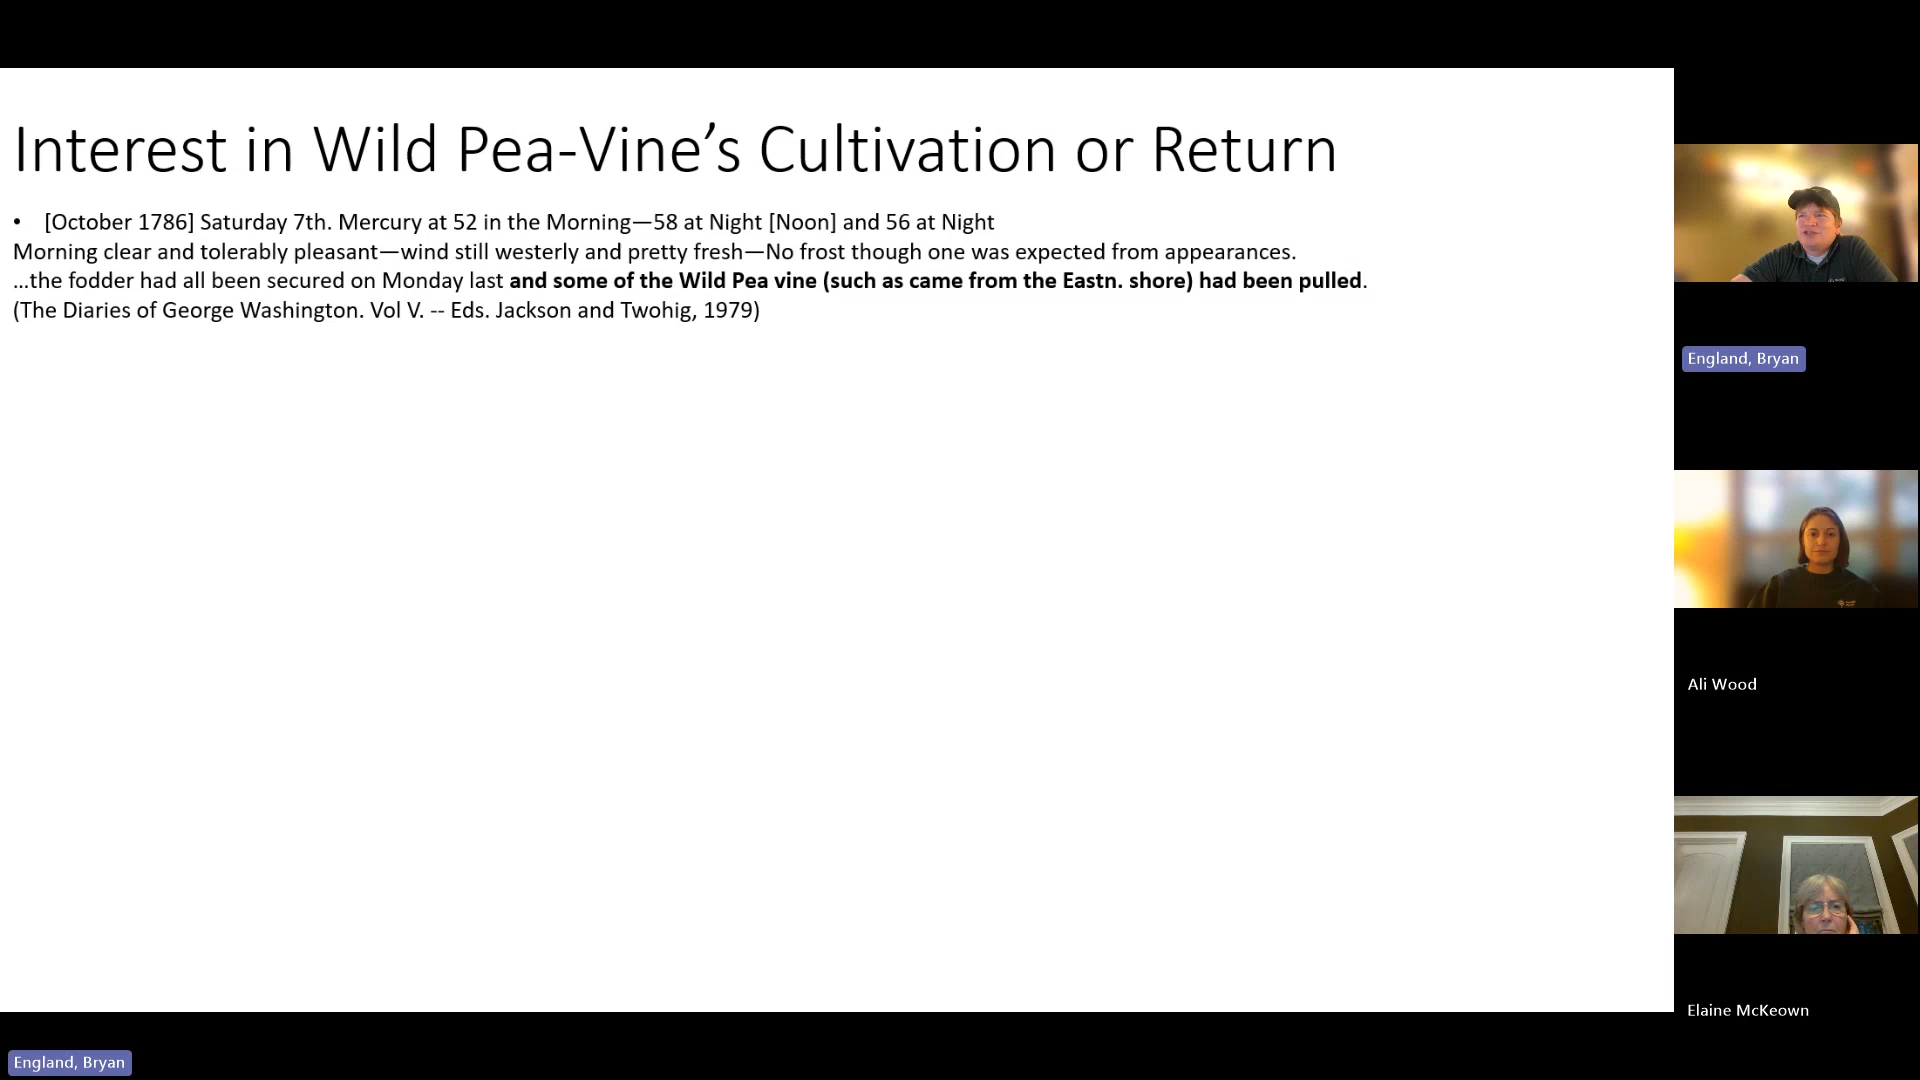 Interest in Wild Pea-Vine’s Cultivation or Return
• [October 1786] Saturday 7th. Mercury at 52 in the Morning—58 at Night [Noon] and 56 at Night
Morning clear and tolerably pleasant—wind still westerly and pretty fresh—No frost though one was expected from appearances.
…the fodder had all been secured on Monday last and some of the Wild Pea vine (such as came from the Eastn. shore) had been pulled.
(The Diaries of George Washington. Vol V. -- Eds. Jackson and Twohig, 1979)
England, Bryan
Ali Wood
Elaine McKeown
England, Bryan